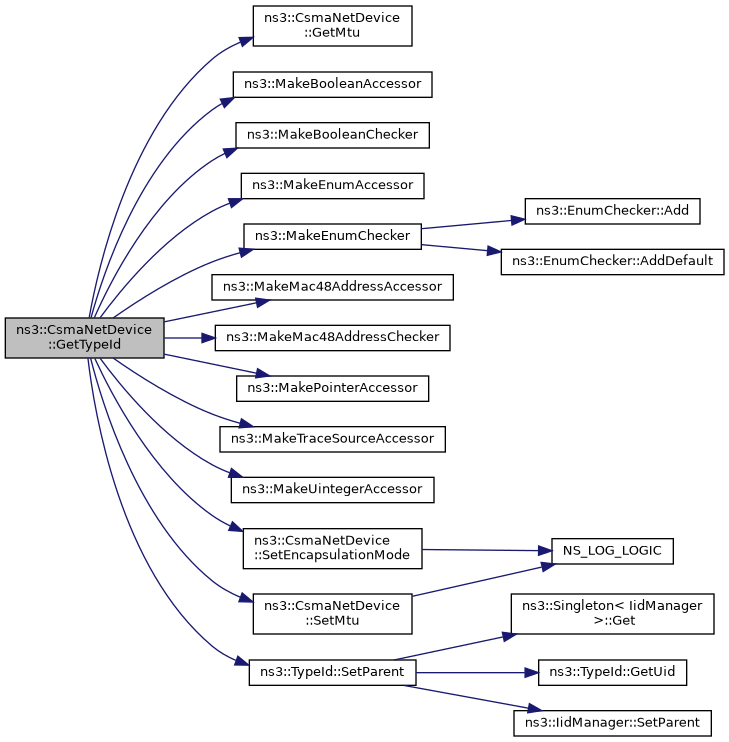 ns3::CsmaNetDevice
::GetTypeId
ns3::CsmaNetDevice
::GetMtu
ns3::MakeBooleanAccessor
ns3::MakeBooleanChecker
ns3::MakeEnumAccessor
ns3::MakeEnumChecker
ns3::EnumChecker::Add
ns3::EnumChecker::AddDefault
ns3::MakeMac48AddressAccessor
ns3::MakeMac48AddressChecker
ns3::MakePointerAccessor
ns3::MakeTraceSourceAccessor
ns3::MakeUintegerAccessor
ns3::CsmaNetDevice
::SetEncapsulationMode
NS_LOG_LOGIC
ns3::CsmaNetDevice
::SetMtu
ns3::TypeId::SetParent
ns3::Singleton< IidManager
>::Get
ns3::TypeId::GetUid
ns3::IidManager::SetParent